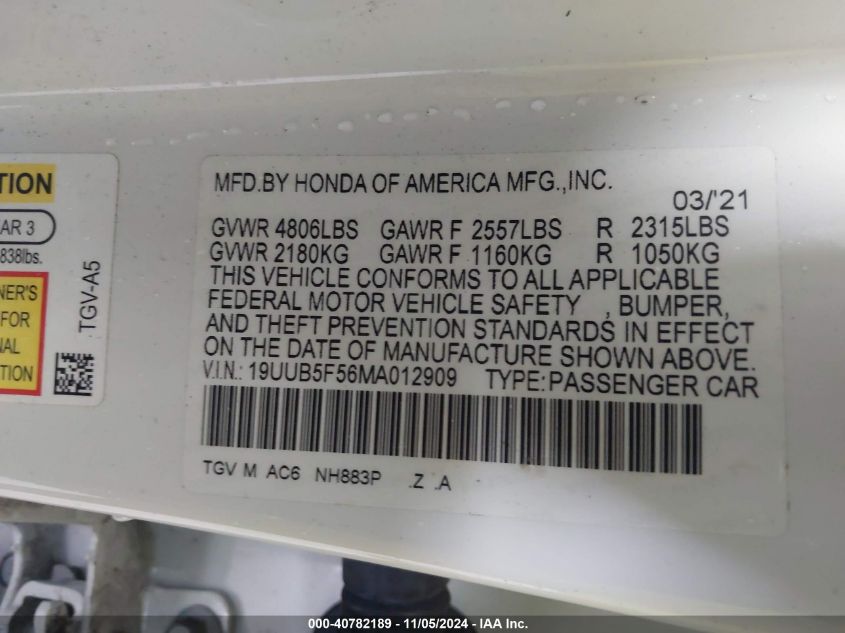 TION
AR 3
838lbs.
NER'S
FOR
NAL
TION
TGV-A5
MFD.BY HONDA OF AMERICA MFG.,INC.
03/'21
GVWR 4806LBS GAWR F 2557LBS R 2315LBS
GVWR 2180KG GAWR F 1160KG R 1050KG
THIS VEHICLE CONFORMS TO ALL APPLICABLE
FEDERAL MOTOR VEHICLE SAFETY , BUMPER,
AND THEFT PREVENTION STANDARDS IN EFFECT
ON THE DATE OF MANUFACTURE SHOWN ABOVE.
V.I.N.: 19UUB5F56MA012909 TYPE:PASSENGER CAR
TGV M AC6 NH883P .Z .A
000-40782189 - 11/05/2024 - IAA Inc.